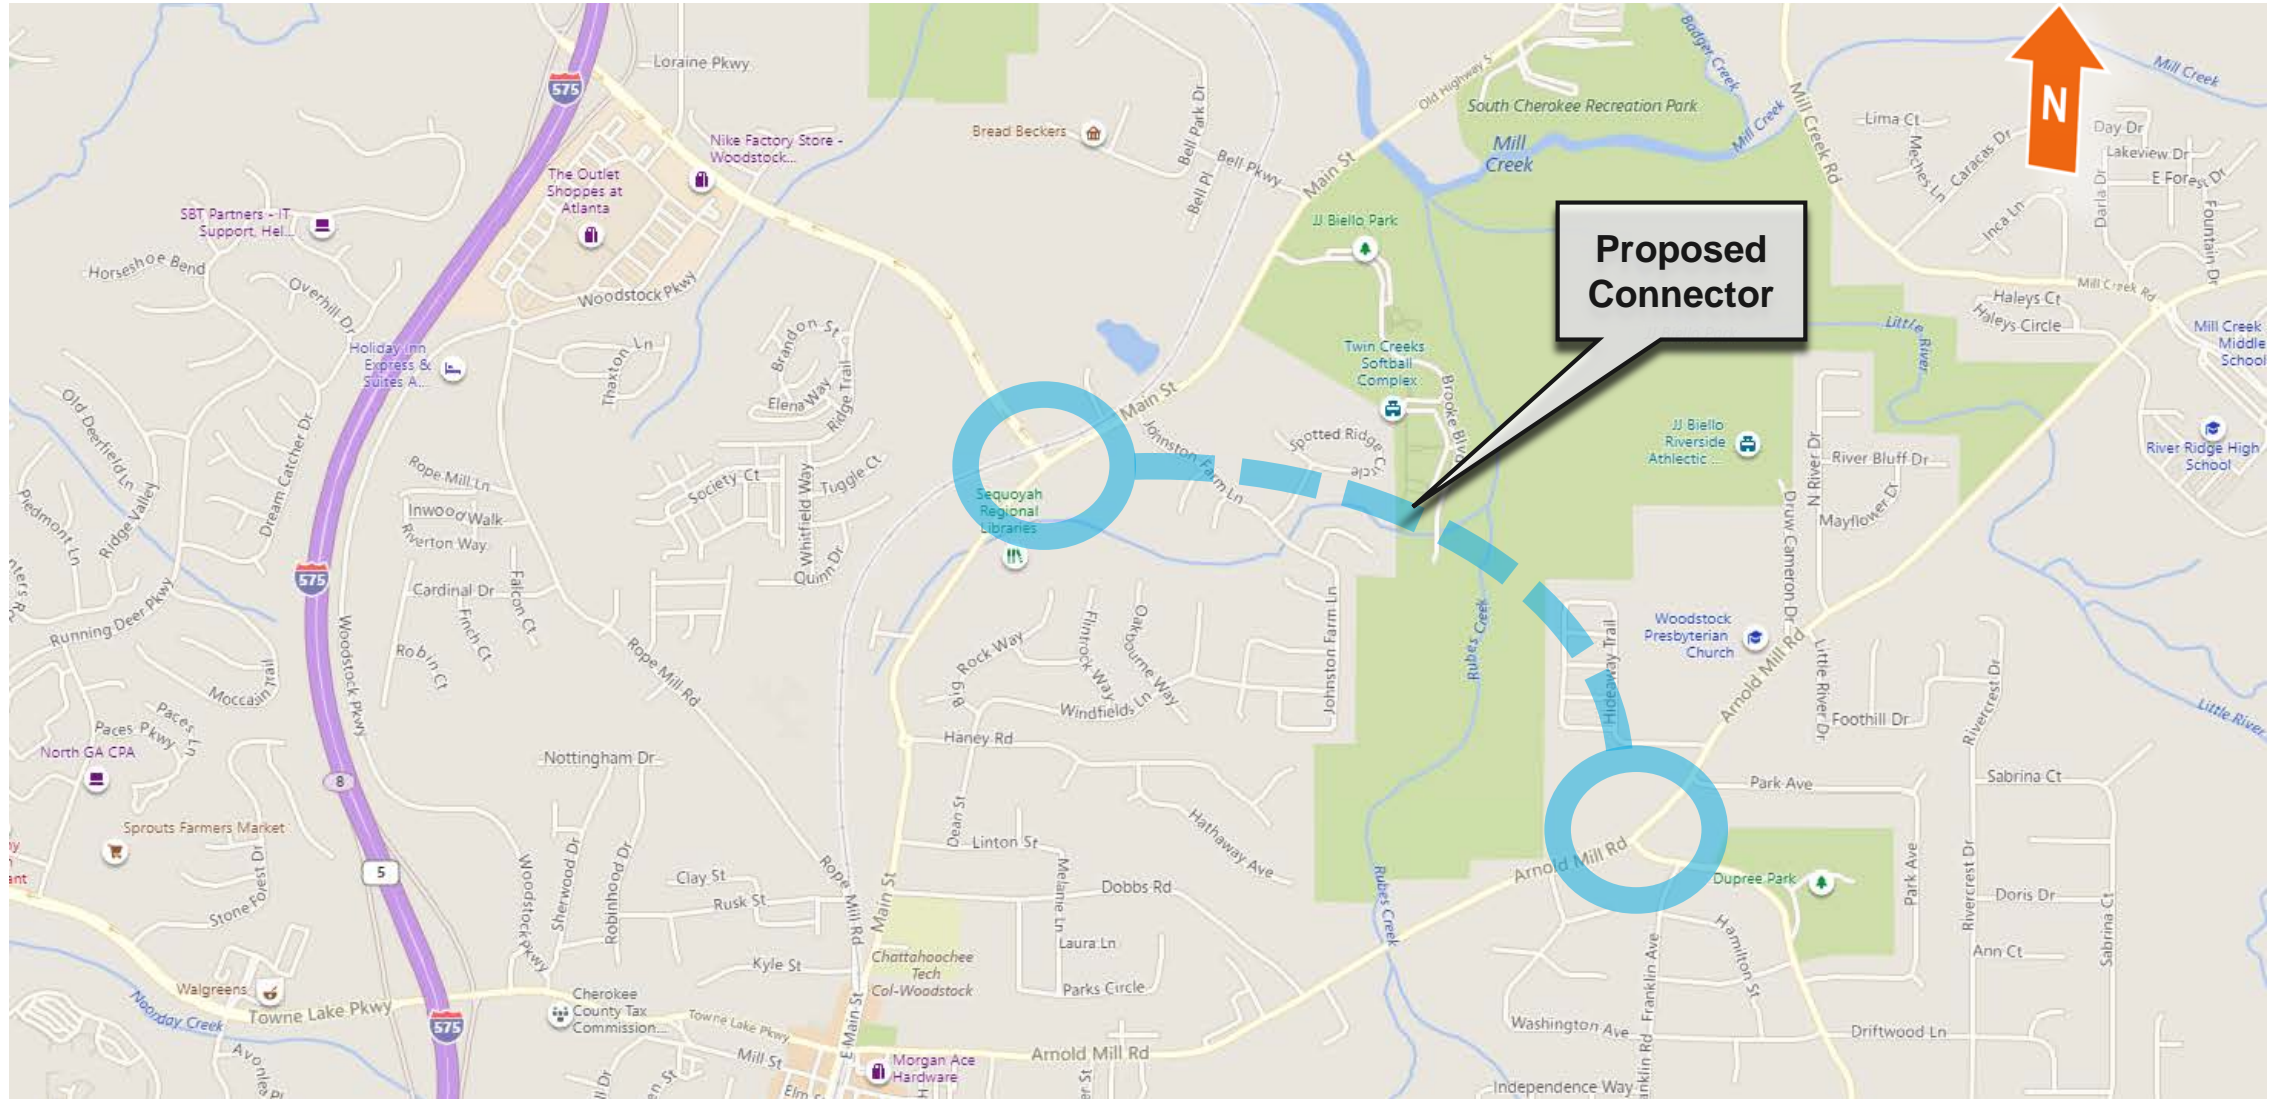 Loraine Pkwy
575
Nike Factory Store -
Woodstock...
The Outlet
Shoppes at
Atlanta
SBT Partners - IT
Support, Hel...
Horseshoe Bend
Overhill Dr
Woodstock Pkwy
Holiday Inn
Express &
Suites A...
Thaxton Ln
Brandon St
Elena Way
Ridge Trail
Bread Beckers
Bell Park Dr
Bell Pkwy
Bell Pl
Main St
Old Highway 5
South Cherokee Recreation Park
Badger Creek
Mill Creek
Mill
Creek
Mill Creek Rd
Mill Creek
N
Lima Ct
Meches Ln
Caracas Dr
Inca Ln
Day Dr
Lakeview Dr
E Forest Dr
Darla Dr
Fountain Dr
Mill Creek Rd
Haleys Ct
Haleys Circle
Mill Creek
Middle
School
River Ridge High
School
JJ Biello Park
Proposed
Connector
Twin Creeks
Softball
Complex
Brooke Blvd
Little River
JJ Biello
Riverside
Athlectic ...
N River Dr
River Bluff Dr
Mayflower Dr
Druw Cameron Dr
Old Deerfield Ln
Dream Catcher Dr
Ridge Valley
Piedmont Ln
Running Deer Pkwy
575
Rope Mill Ln
Inwood Walk
Riverton Way
Cardinal Dr
Falcon Ct
Finch Ct
Robin Ct
Society Ct
Whitfield Way
Tuggle Ct
Quinn Dr
Main St
Johnston Farm Ln
Spotted Ridge Cycle
Sequoyah
Regional
Libraries
Moccasin Trail
Paces Ln
Paces Pkwy
North GA CPA
8
Woodstock Pkwy
Rope Mill Rd
Big Rock Way
Flintrock Way
Oakbourne Way
Windfields Ln
Haney Rd
Johnston Farm Ln
Rubes Creek
Hideaway Trail
Woodstock
Presbyterian
Church
Arnold Mill Rd
Little River Dr
Foothill Dr
Rivercrest Dr
Little River
Nottingham Dr
Sprouts Farmers Market
5
Stone Forest Dr
Woodstock Pkwy
Sherwood Dr
Robinhood Dr
Clay St
Rusk St
Rope Mill Rd
Main St
Dean St
Linton St
Melanie Ln
Hathaway Ave
Dobbs Rd
Laura Ln
Parks Circle
Kyle St
Chattahoochee
Tech
Col-Woodstock
Rubes Creek
Arnold Mill Rd
Park Ave
Dupree Park
Park Ave
Sabrina Ct
Rivercrest Dr
Doris Dr
Ann Ct
Sabrina Ct
Hamilton St
Franklin Ave
Walgreens
Noonday Creek
Towne Lake Pkwy
575
Cherokee
County Tax
Commission...
Towne Lake Pkwy
Mill St
E Main St
Morgan Ace
Hardware
Arnold Mill Rd
Washington Ave
Driftwood Ln
Independence Way